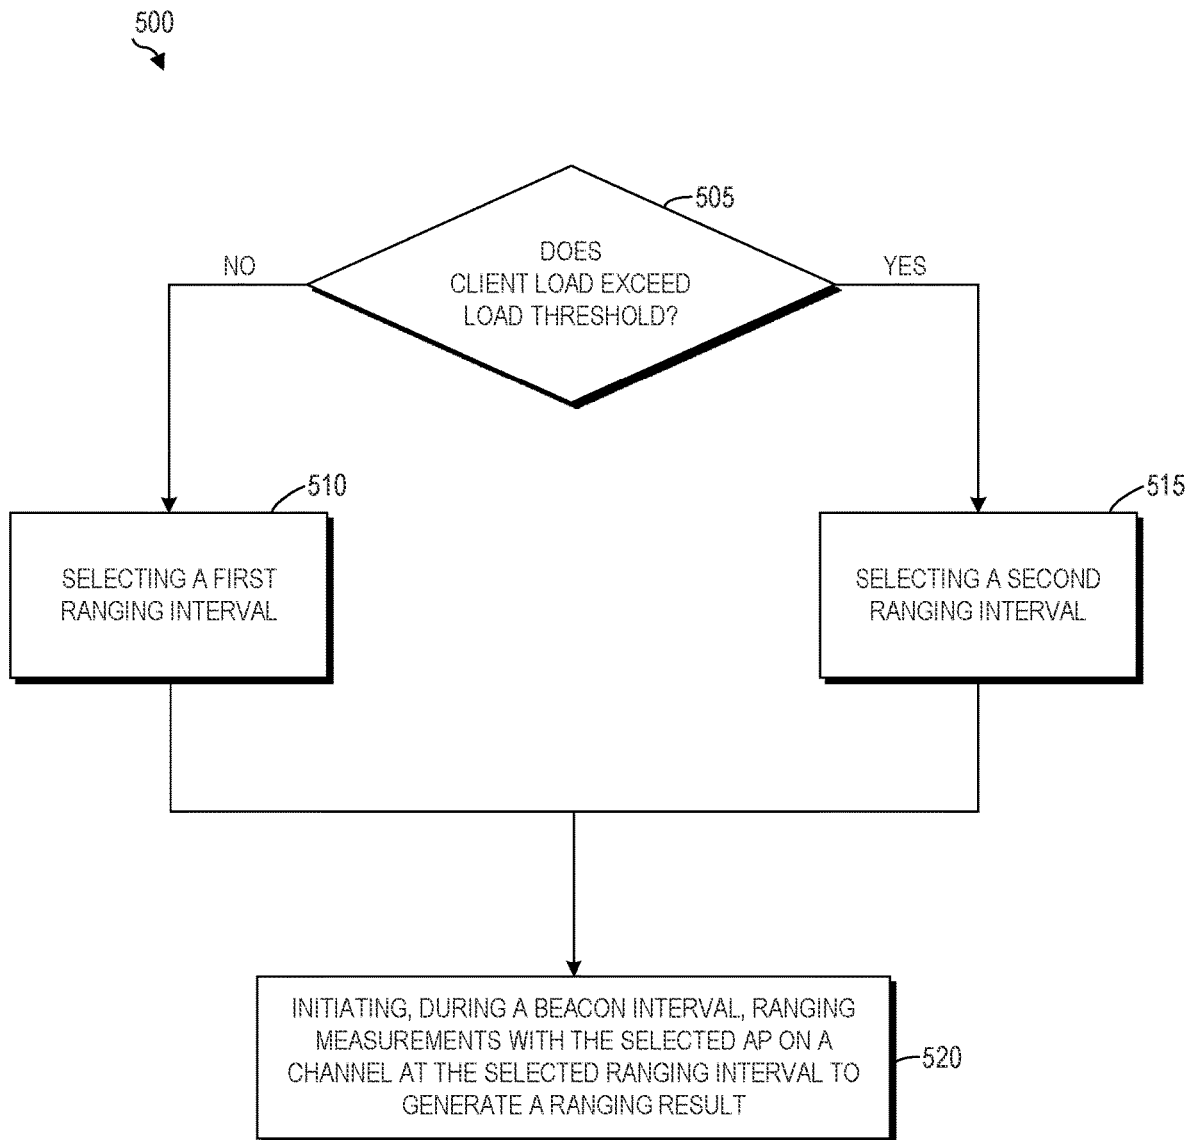 500
505
DOES
CLIENT LOAD EXCEED
LOAD THRESHOLD?
NO
YES
510
515
SELECTING A FIRST
RANGING INTERVAL
SELECTING A SECOND
RANGING INTERVAL
INITIATING, DURING A BEACON INTERVAL, RANGING
MEASUREMENTS WITH THE SELECTED AP ON A
CHANNEL AT THE SELECTED RANGING INTERVAL TO
GENERATE A RANGING RESULT
520